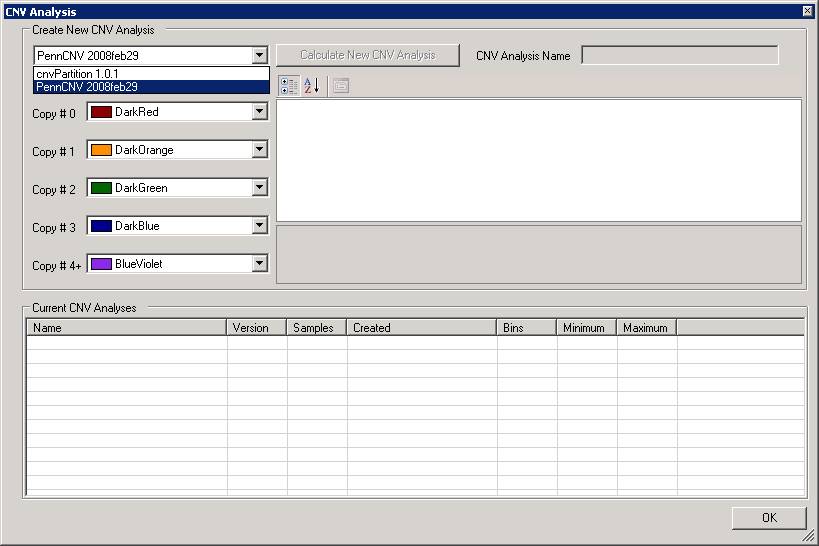 CNV Analysis
Create New CNV Analysis
PennCNV 2008feb29
Calculate New CNV Analysis
CNV Analysis Name
cnvPartition 1.0.1
PennCNV 2008feb29
A
Z
Copy # 0
DarkRed
Copy # 1
DarkOrange
Copy # 2
DarkGreen
Copy # 3
DarkBlue
Copy # 4+
BlueViolet
Current CNV Analyses
Name Version Samples Created Bins Minimum Maximum
OK